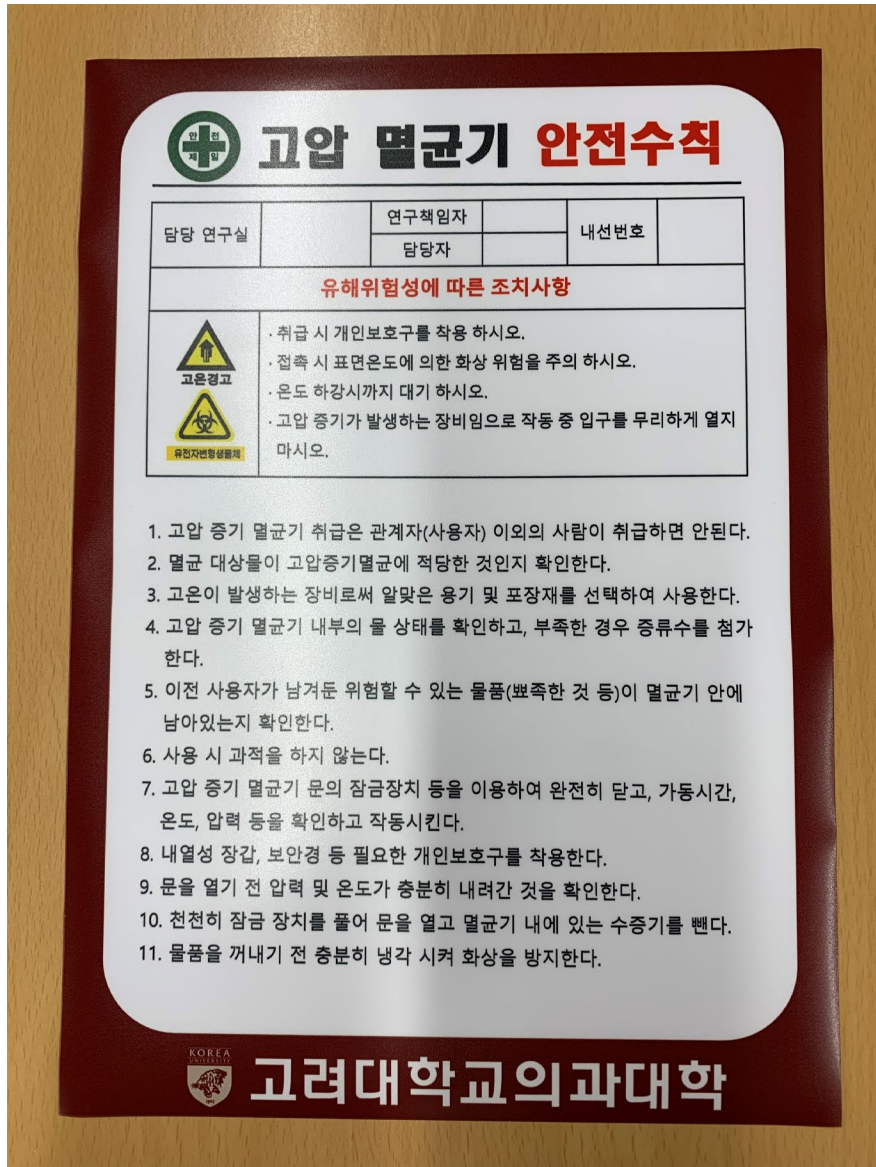 안전제일
고압 멸균기 안전수칙
담당 연구실
연구책임자
담당자
내선번호
유해위험성에 따른 조치사항
고온경고
유전자변형생물체
· 취급 시 개인보호구를 착용 하시오.
· 접촉 시 표면온도에 의한 화상 위험을 주의 하시오.
· 온도 하강시까지 대기 하시오.
· 고압 증기가 발생하는 장비임으로 작동 중 입구를 무리하게 열지
마시오.
1. 고압 증기 멸균기 취급은 관계자(사용자) 이외의 사람이 취급하면 안된다.
2. 멸균 대상물이 고압증기멸균에 적당한 것인지 확인한다.
3. 고온이 발생하는 장비로써 알맞은 용기 및 포장재를 선택하여 사용한다.
4. 고압 증기 멸균기 내부의 물 상태를 확인하고, 부족한 경우 증류수를 첨가
한다.
5. 이전 사용자가 남겨둔 위험할 수 있는 물품(뾰족한 것 등)이 멸균기 안에
남아있는지 확인한다.
6. 사용 시 과적을 하지 않는다.
7. 고압 증기 멸균기 문의 잠금장치 등을 이용하여 완전히 닫고, 가동시간,
온도, 압력 등을 확인하고 작동시킨다.
8. 내열성 장갑, 보안경 등 필요한 개인보호구를 착용한다.
9. 문을 열기 전 압력 및 온도가 충분히 내려간 것을 확인한다.
10. 천천히 잠금 장치를 풀어 문을 열고 멸균기 내에 있는 수증기를 뺀다.
11. 물품을 꺼내기 전 충분히 냉각 시켜 화상을 방지한다.
KOREA
UNIVERSITY
고려대학교의과대학